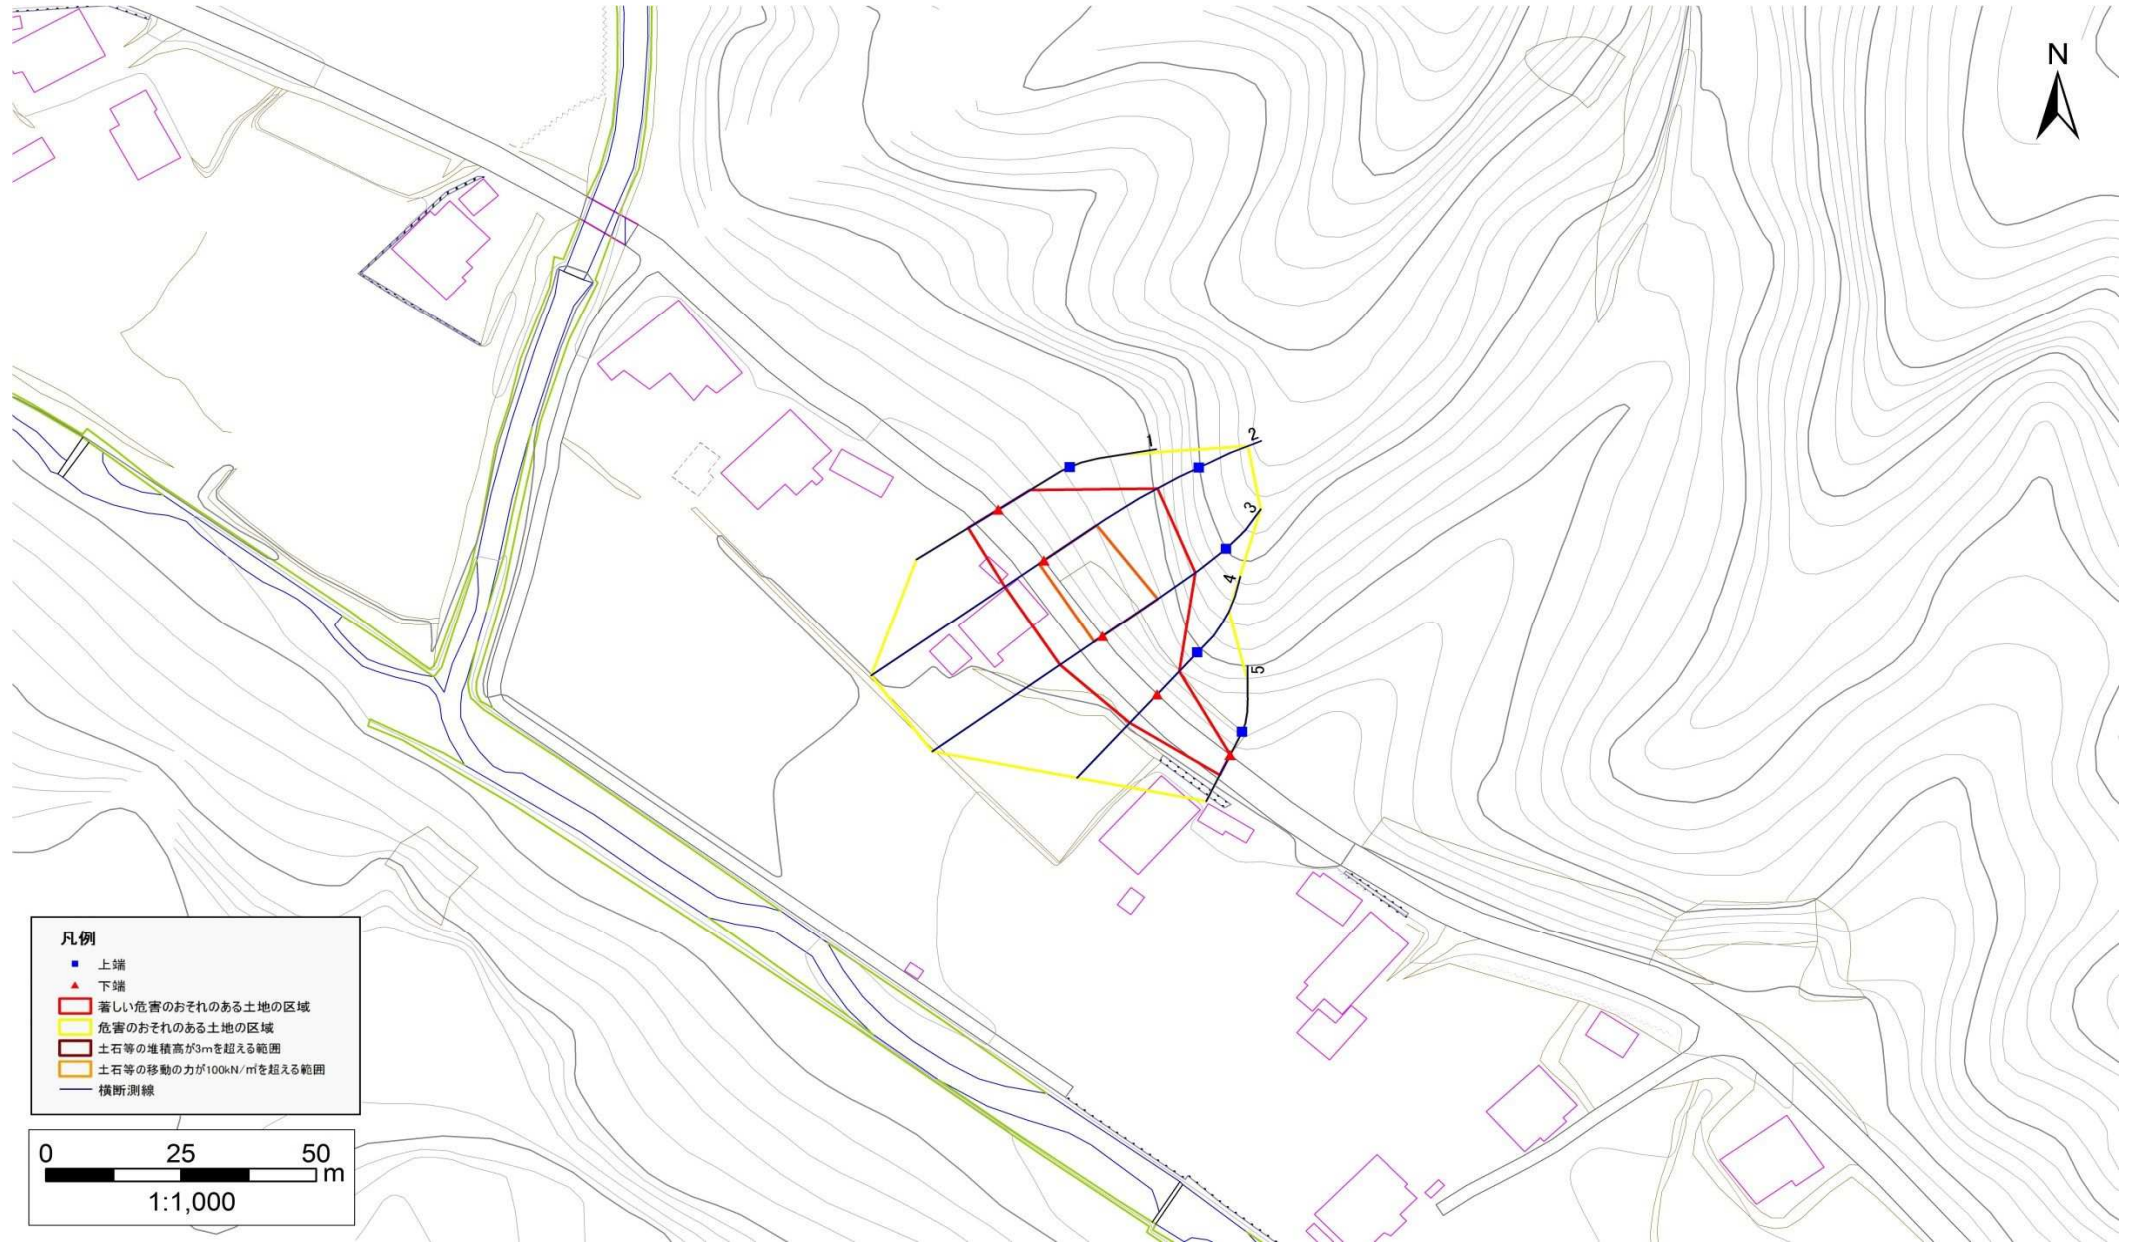 N
1
2
3
4
5
凡例
上端
下端
著しい危害のおそれのある土地の区域
危害のおそれのある土地の区域
土石等の堆積高が3mを超える範囲
土石等の移動の力が100kN/㎡を超える範囲
横断測線
0 25 50
m
1:1,000